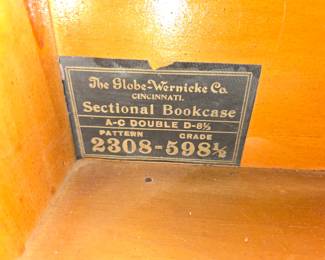 The Globe-Wernicke Co.
CINCINNATI.
Sectional Bookcase
A-C DOUBLE D-8½
PATTERN GRADE
2308-598½